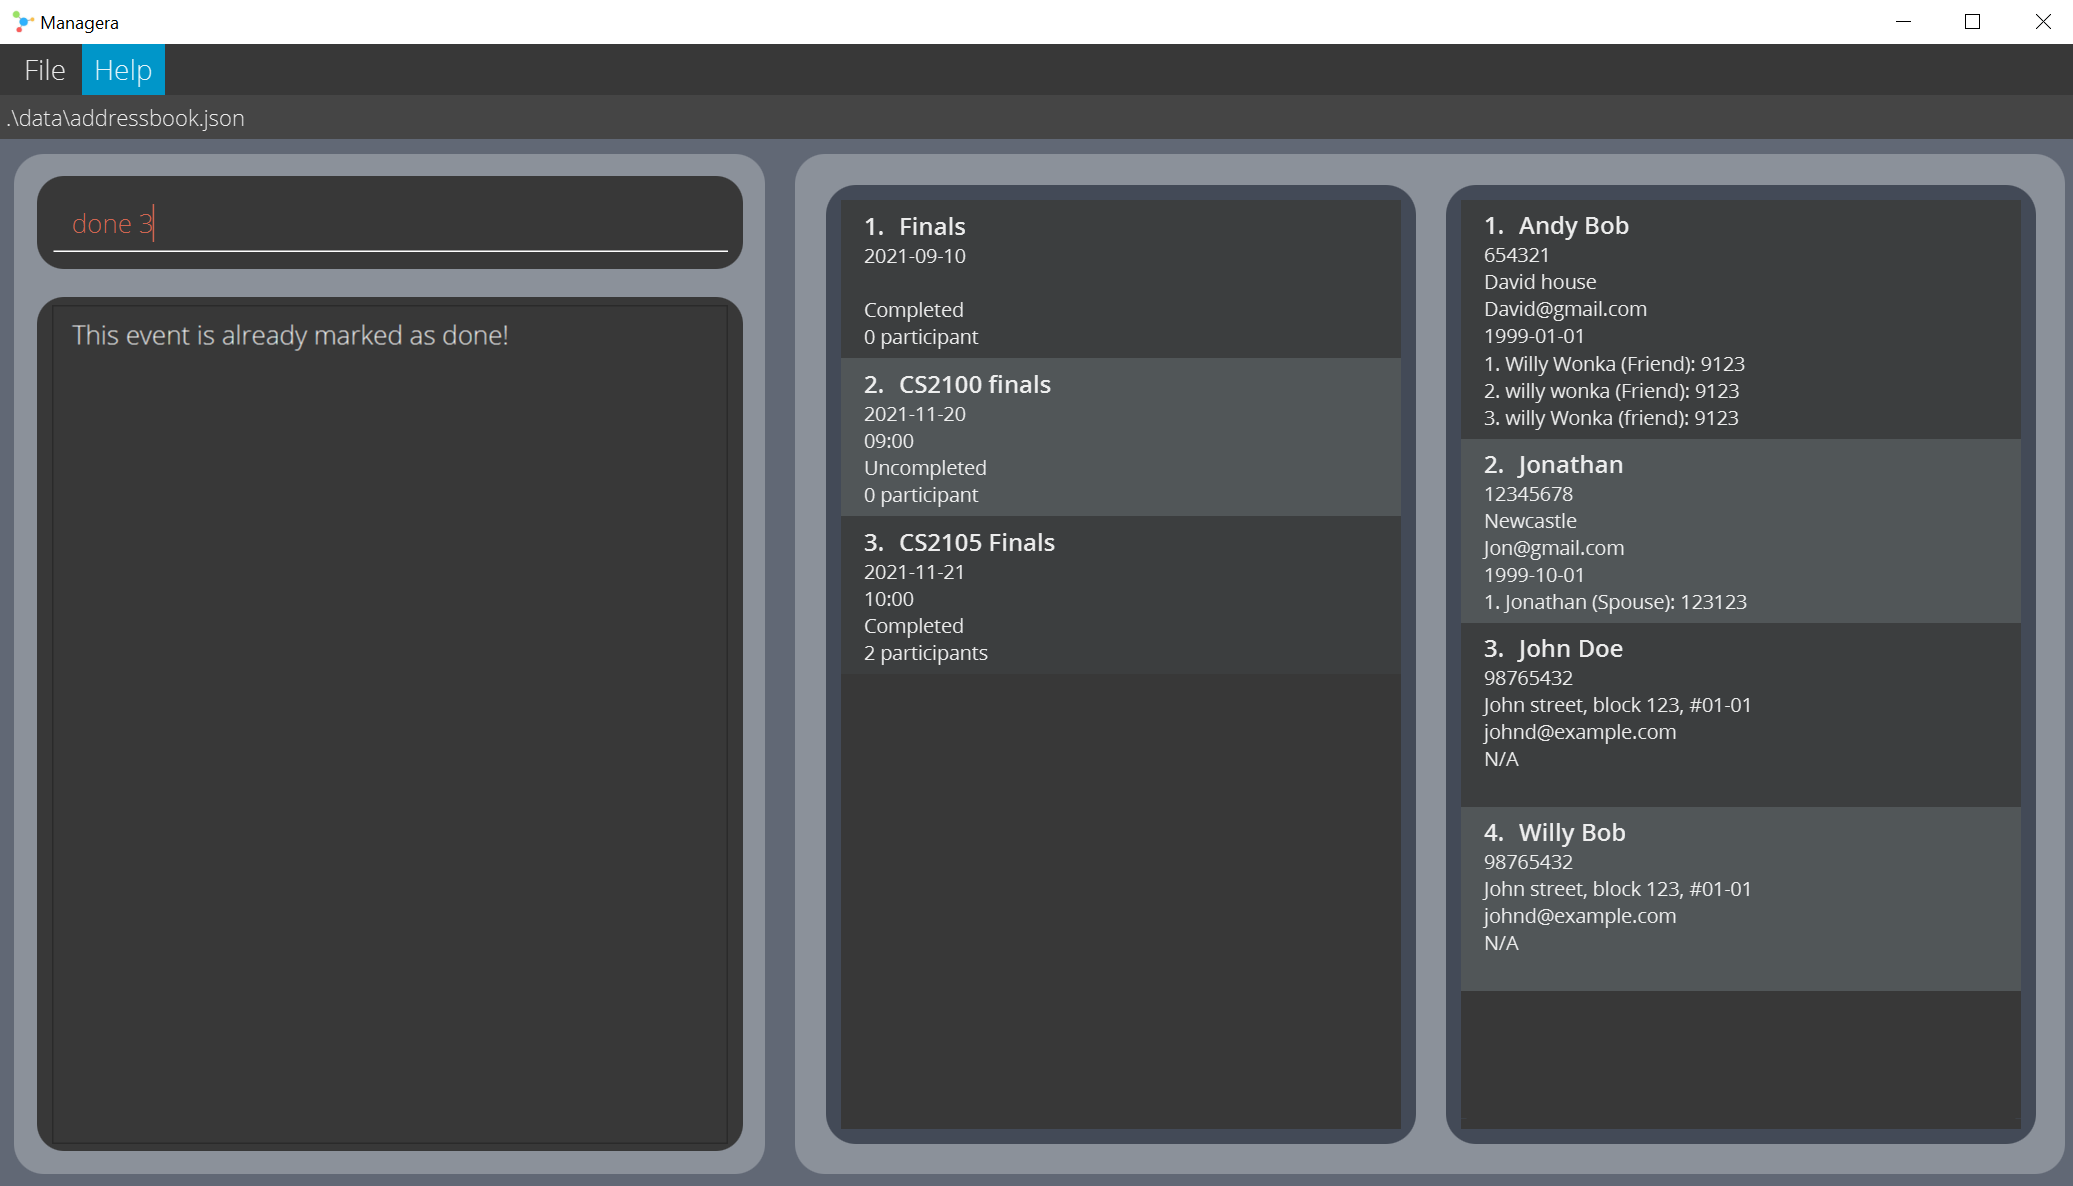 Managera
File Help
.\data\addressbook.json
done 3
This event is already marked as done!
1. Finals
2021-09-10
Completed
0 participant
2. CS2100 finals
2021-11-20
09:00
Uncompleted
0 participant
3. CS2105 Finals
2021-11-21
10:00
Completed
2 participants
1. Andy Bob
654321
David house
David@gmail.com
1999-01-01
1. Willy Wonka (Friend): 9123
2. willy wonka (Friend): 9123
3. willy Wonka (friend): 9123
2. Jonathan
12345678
Newcastle
Jon@gmail.com
1999-10-01
1. Jonathan (Spouse): 123123
3. John Doe
98765432
John street, block 123, #01-01
johnd@example.com
N/A
4. Willy Bob
98765432
John street, block 123, #01-01
johnd@example.com
N/A